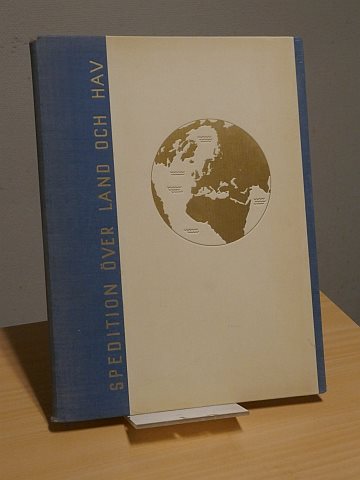 SPEDITION ÖVER LAND OCH HAV